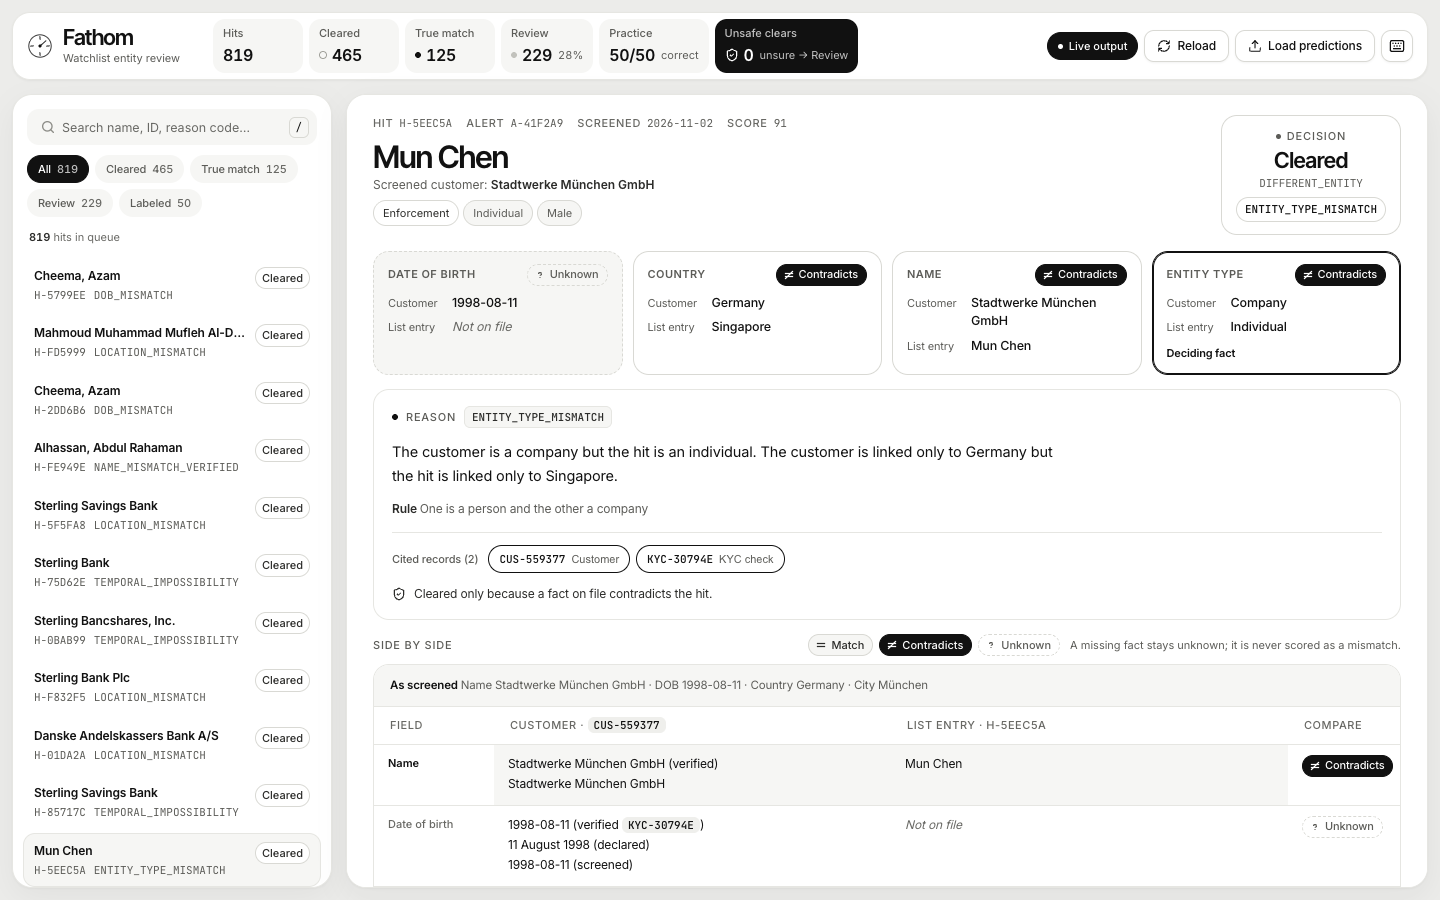 Fathom
Watchlist entity review
Hits
819
Cleared
465
True match
125
Review
229 28%
Practice
50/50 correct
Unsafe clears
0 unsure → Review
Live output
Reload
Load predictions
Search name, ID, reason code...
/
All 819
Cleared 465
True match 125
Review 229
Labeled 50
819 hits in queue
Cheema, Azam
Cleared
H-5799EE DOB_MISMATCH
Mahmoud Muhammad Mufleh Al-D...
Cleared
H-FD5999 LOCATION_MISMATCH
Cheema, Azam
Cleared
H-2DD6B6 DOB_MISMATCH
Alhassan, Abdul Rahaman
Cleared
H-FE949E NAME_MISMATCH_VERIFIED
Sterling Savings Bank
Cleared
H-5F5FA8 LOCATION_MISMATCH
Sterling Bank
Cleared
H-75D62E TEMPORAL_IMPOSSIBILITY
Sterling Bancshares, Inc.
Cleared
H-0BAB99 TEMPORAL_IMPOSSIBILITY
Sterling Bank Plc
Cleared
H-F832F5 LOCATION_MISMATCH
Danske Andelskassers Bank A/S
Cleared
H-01DA2A LOCATION_MISMATCH
Sterling Savings Bank
Cleared
H-85717C TEMPORAL_IMPOSSIBILITY
Mun Chen
Cleared
H-5EEC5A ENTITY_TYPE_MISMATCH
HIT H-5EEC5A ALERT A-41F2A9 SCREENED 2026-11-02 SCORE 91
Mun Chen
Screened customer: Stadtwerke München GmbH
Enforcement Individual Male
DECISION
Cleared
DIFFERENT_ENTITY
ENTITY_TYPE_MISMATCH
DATE OF BIRTH ? Unknown
Customer 1998-08-11
List entry Not on file
COUNTRY ≠ Contradicts
Customer Germany
List entry Singapore
NAME ≠ Contradicts
Customer Stadtwerke München
GmbH
List entry Mun Chen
ENTITY TYPE ≠ Contradicts
Customer Company
List entry Individual
Deciding fact
REASON ENTITY_TYPE_MISMATCH
The customer is a company but the hit is an individual. The customer is linked only to Germany but
the hit is linked only to Singapore.
Rule One is a person and the other a company
Cited records (2) CUS-559377 Customer KYC-30794E KYC check
Cleared only because a fact on file contradicts the hit.
SIDE BY SIDE
= Match ≠ Contradicts ? Unknown A missing fact stays unknown; it is never scored as a mismatch.
As screened Name Stadtwerke München GmbH · DOB 1998-08-11 · Country Germany · City München
FIELD CUSTOMER · CUS-559377 LIST ENTRY · H-5EEC5A COMPARE
Name Stadtwerke München GmbH (verified) Mun Chen ≠ Contradicts
Stadtwerke München GmbH
Date of birth 1998-08-11 (verified KYC-30794E) Not on file ? Unknown
11 August 1998 (declared)
1998-08-11 (screened)